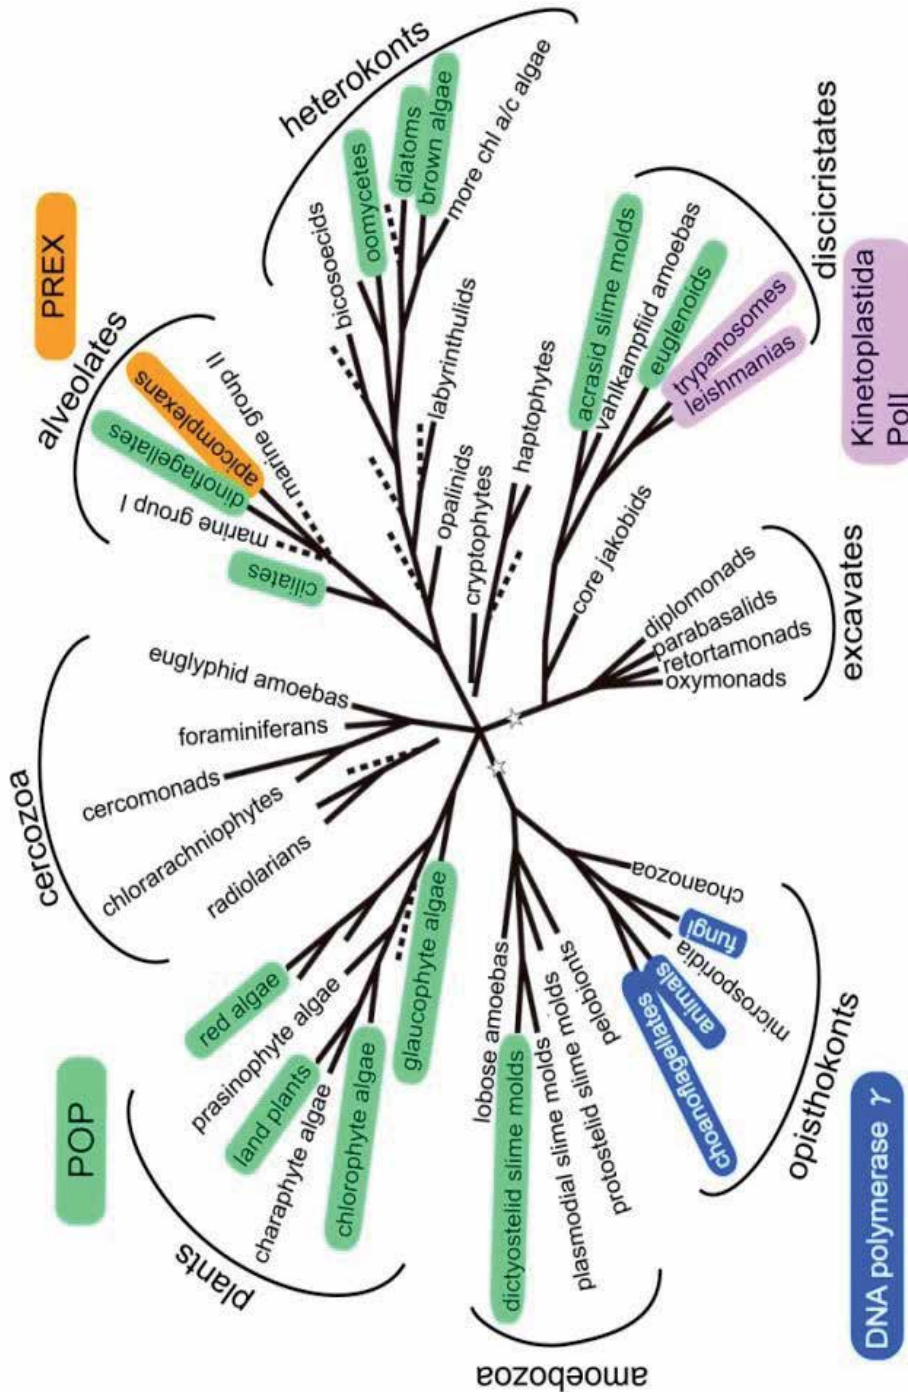 POP
PREX
DNA polymerase γ
Kinetoplastida
PolI
plants
red algae
prasinophyte algae
land plants
charaphyte algae
chlorophyte algae
glaucophyte algae
cercozoa
euglyphid amoebas
foraminiferans
cercomonads
chlorarachniophytes
radiolarians
alveolates
ciliates
marine group I
dinoflagellates
apicomplexans
marine group II
heterokonts
bicosoecids
oomycetes
diatoms
brown algae
more chl a/c algae
labyrinthulids
opalinids
cryptophytes
haptophytes
discicristates
acrasid slime molds
vahlkampfiid amoebas
euglenoids
trypanosomes
leishmanias
core jakobids
excavates
diplomonads
parabasalids
retortamonads
oxymonads
opisthokonts
choanozoa
fungi
microsporidia
animals
choanoflagellates
amoebozoa
lobose amoebas
dictyostelid slime molds
plasmodial slime molds
protostelid slime molds
pelobionts